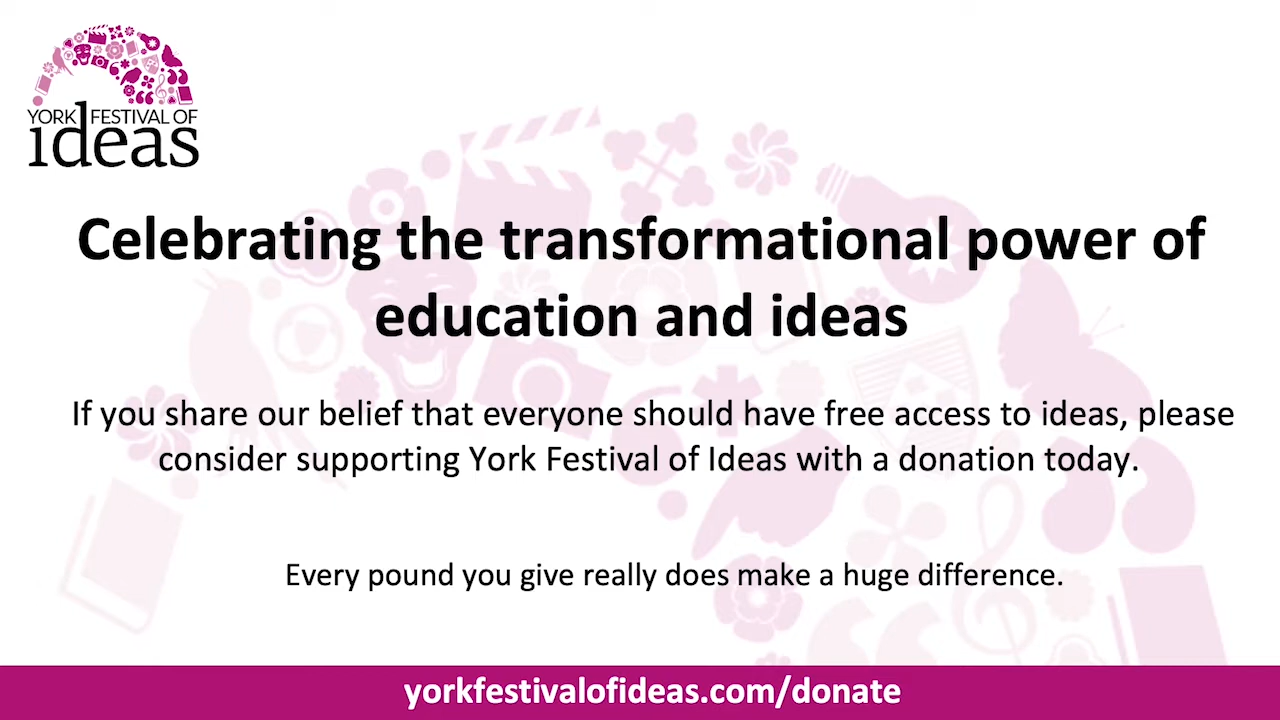 YORK FESTIVAL OF
ideas
Celebrating the transformational power of
education and ideas
If you share our belief that everyone should have free access to ideas, please
consider supporting York Festival of Ideas with a donation today.
Every pound you give really does make a huge difference.
yorkfestivalofideas.com/donate